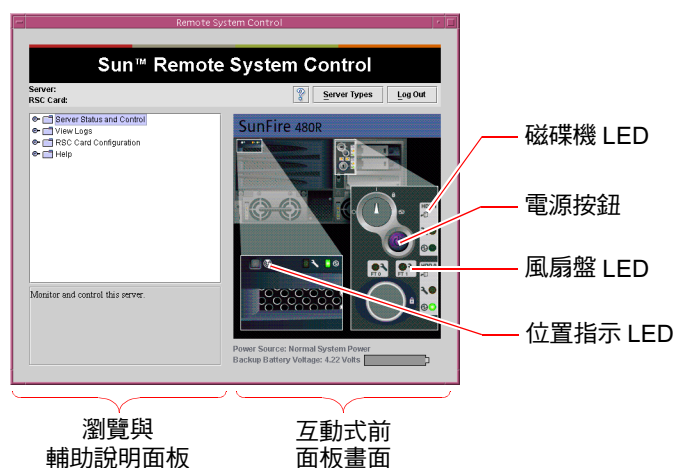 Remote System Control
Sun™ Remote System Control
Server:
RSC Card:
Server Types
Log Out
Server Status and Control
View Logs
RSC Card Configuration
Help
SunFire 480R
Monitor and control this server.
FT 0
FT 1
Power Source: Normal System Power
Backup Battery Voltage: 4.22 Volts
磁碟機 LED
電源按鈕
風扇盤 LED
位置指示 LED
瀏覽與
輔助說明面板
互動式前
面板畫面